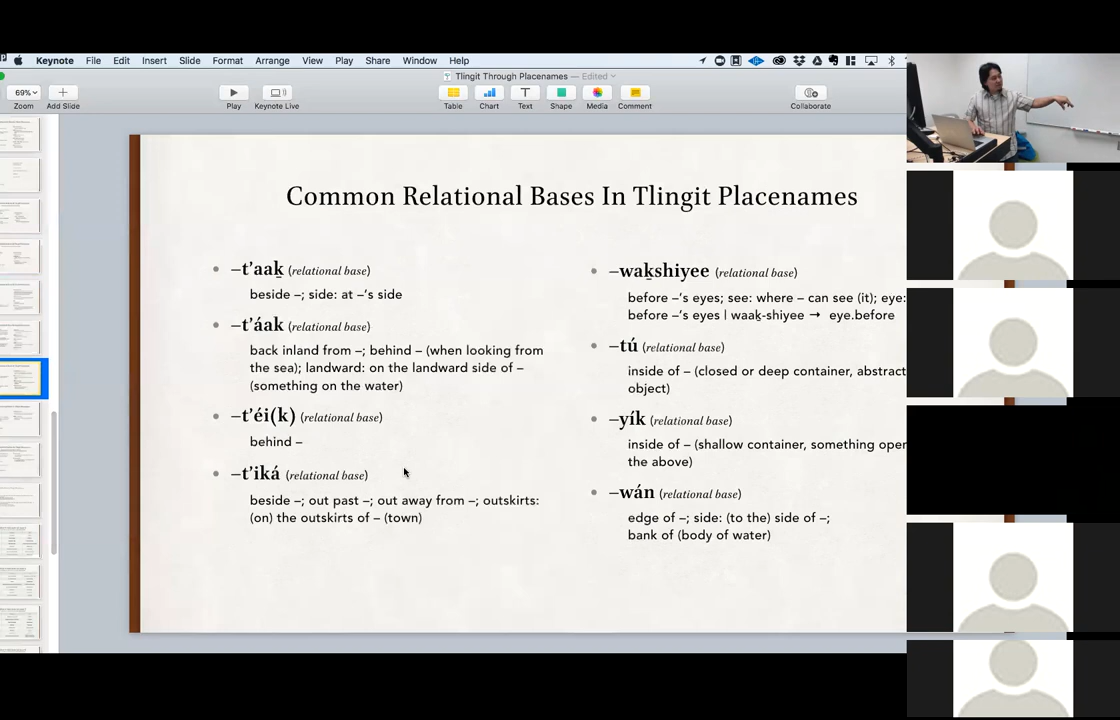 Keynote File Edit Insert Slide Format Arrange View Play Share Window Help
Tlingit Through Placenames — Edited
69%
Zoom Add Slide Play Keynote Live Table Chart Text Shape Media Comment Collaborate
Common Relational Bases In Tlingit Placenames
• –t’aaḵ (relational base)
beside –; side: at –’s side
• –t’áak (relational base)
back inland from –; behind – (when looking from
the sea); landward: on the landward side of –
(something on the water)
• –t’éi(k) (relational base)
behind –
• –t’iká (relational base)
beside –; out past –; out away from –; outskirts:
(on) the outskirts of – (town)
• –waḵshiyee (relational base)
before –’s eyes; see: where – can see (it); eye:
before –’s eyes | waaḵ-shiyee → eye.before
• –tú (relational base)
inside of – (closed or deep container, abstract
object)
• –yík (relational base)
inside of – (shallow container, something open
the above)
• –wán (relational base)
edge of –; side: (to the) side of –;
bank of (body of water)